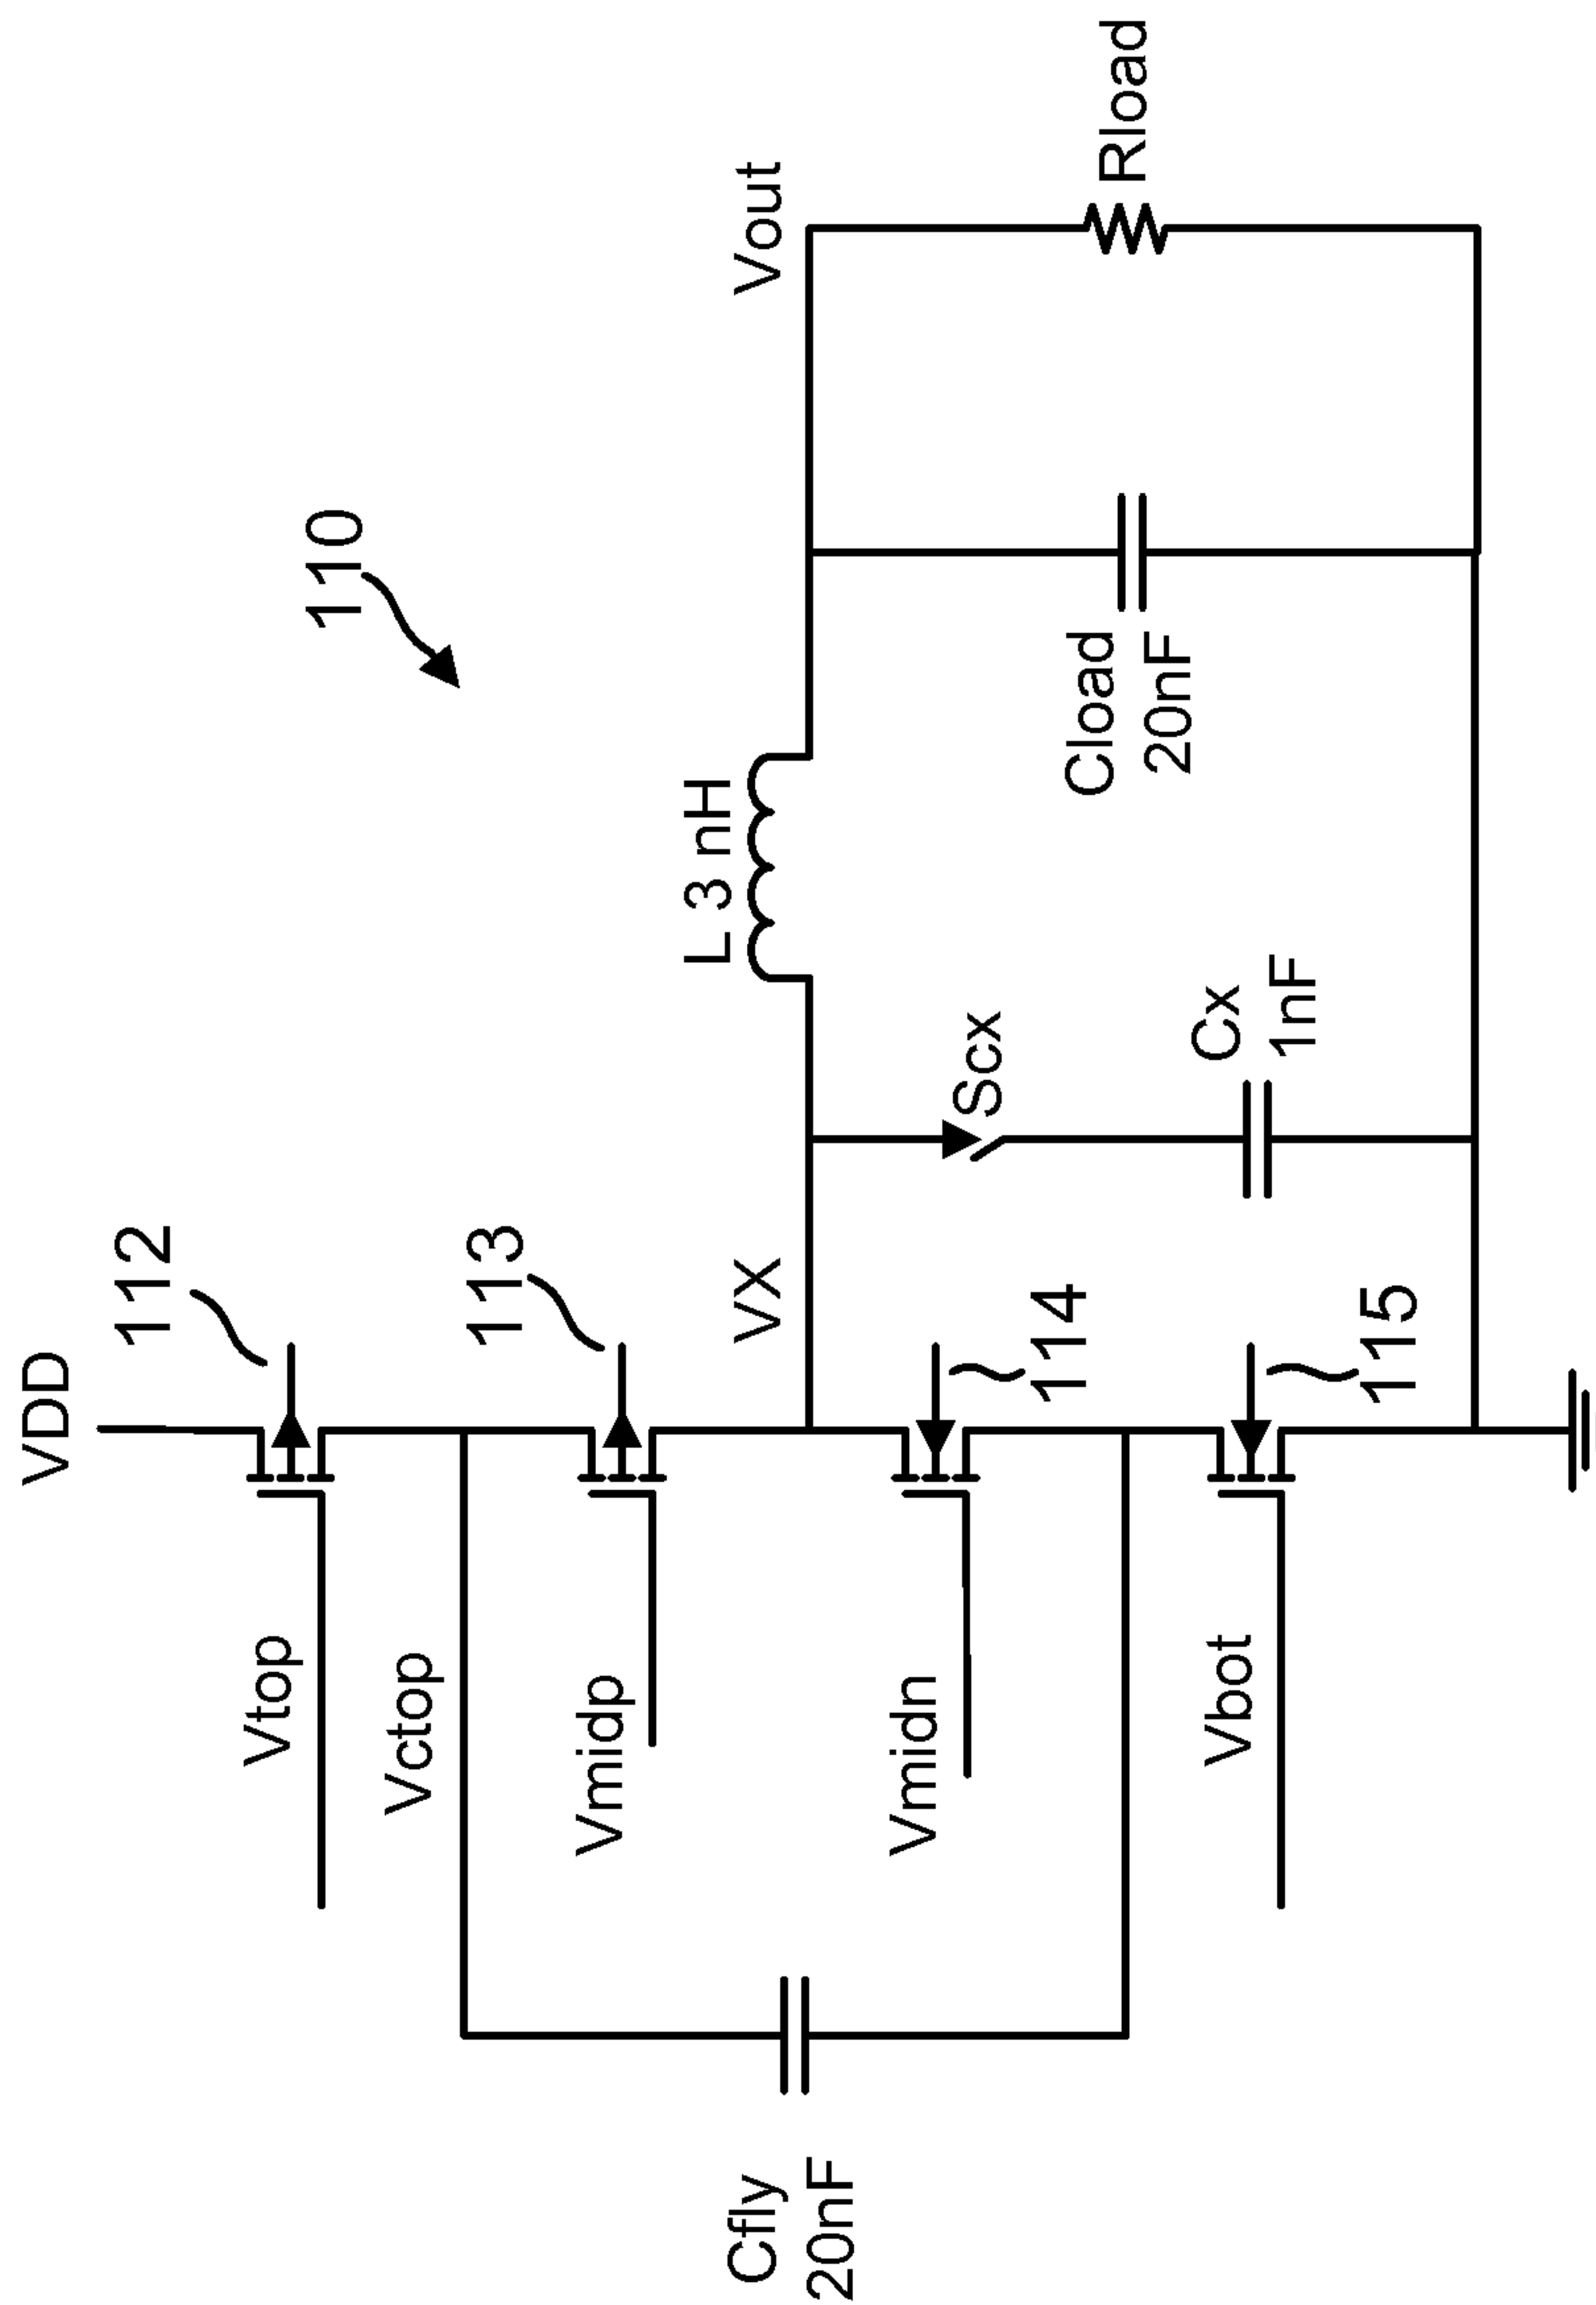 110
VDD
112
Vtop
Vctop
113
Vmidp
VX
L 3 nH
Vout
Cfly
20nF
Vmidn
114
Scx
Cx
1nF
Cload
20nF
Rload
Vbot
115